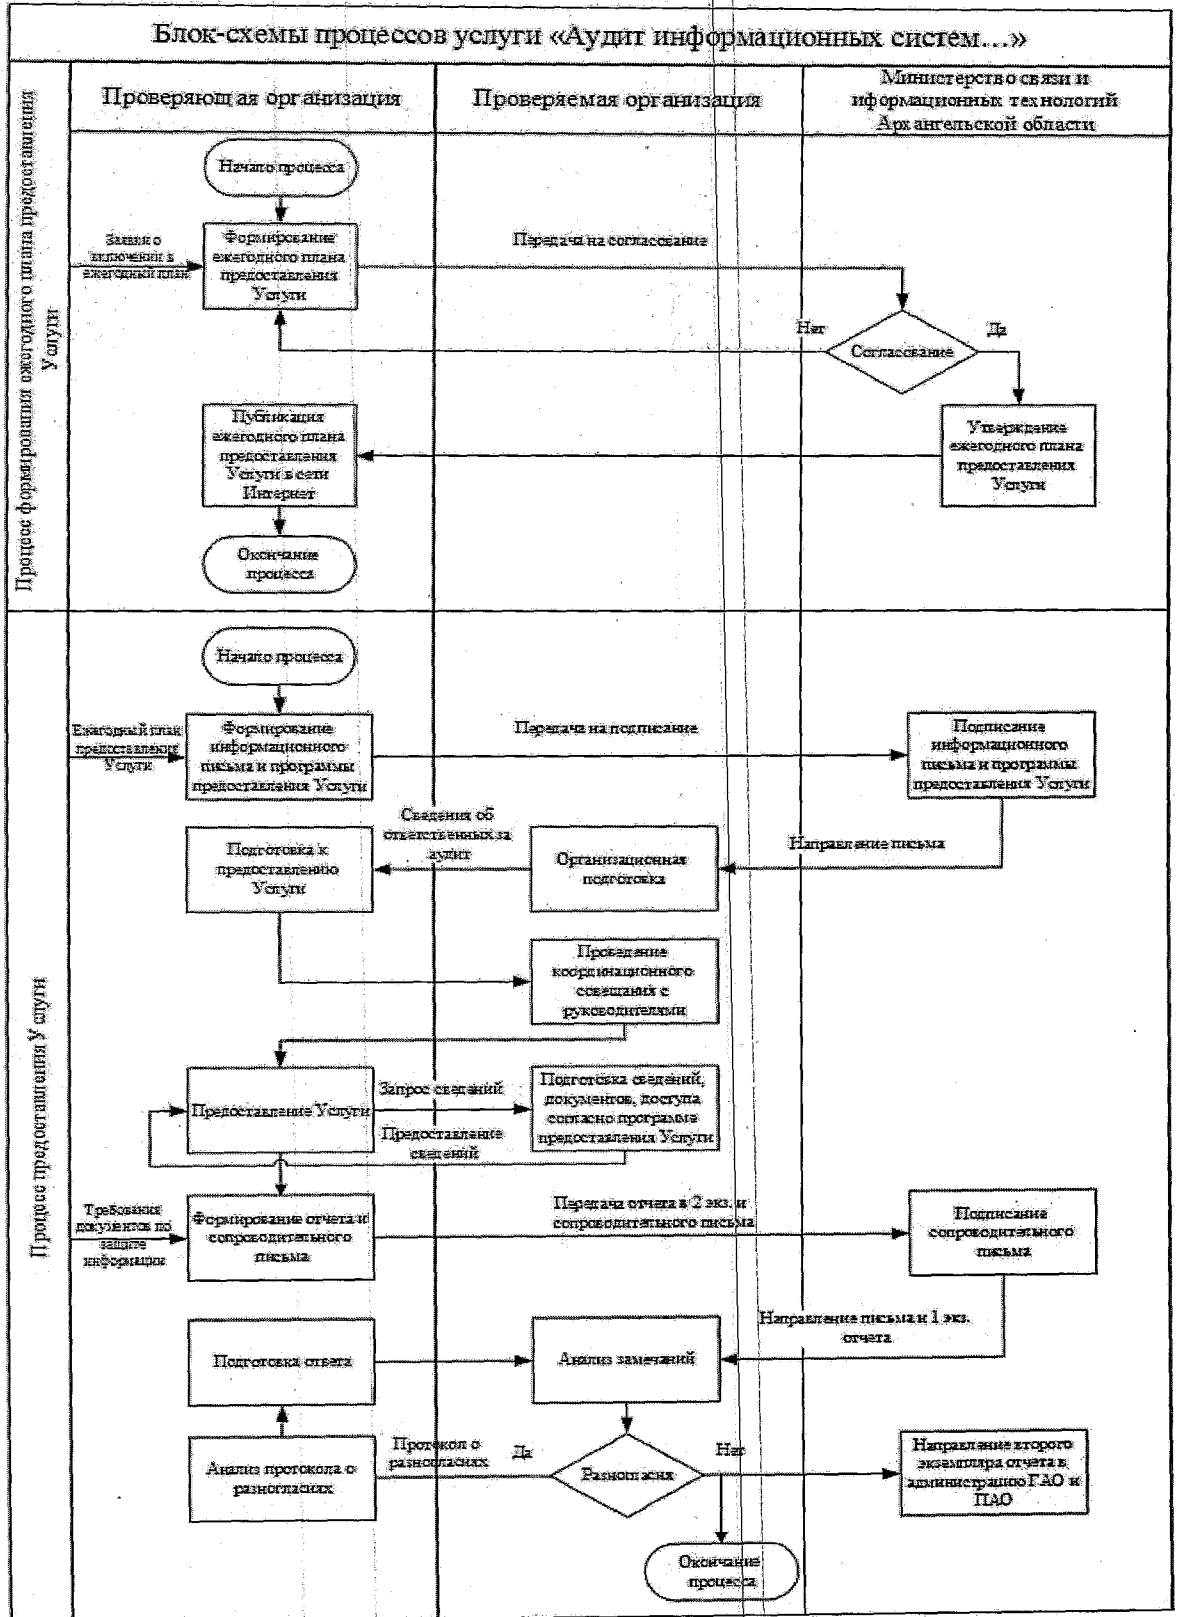 Блок-схемы процессов услуги «Аудит информационных систем...»
Проверяющая организация
Проверяемая организация
Министерство связи и
иформационных технологий
Архангельской области
Процесс формирования ежегодного плана предоставления
Услуги
Начало процесса
Заявки о
включении в
ежегодный план
Формирование
ежегодного плана
предоставления
Услуги
Передача на согласование
Нет
Да
Согласование
Публикация
ежегодного плана
предоставления
Услуги в сети
Интернет
Утверждение
ежегодного плана
предоставления
Услуги
Окончание
процесса
Процесс предоставления Услуги
Начало процесса
Ежегодный план
предоставления
Услуги
Формирование
информационного
письма и программы
предоставления Услуги
Передача на подписание
Подписание
информационного
письма и программы
предоставления Услуги
Сведения об
ответственных за
аудит
Направление письма
Подготовка к
предоставлению
Услуги
Организационная
подготовка
Проведение
координационного
совещания с
руководителями
Предоставление Услуги
Запрос сведений
Предоставление
сведений
Подготовка сведений,
документов, доступа
согласно программе
предоставления Услуги
Требования
документов по
защите
информации
Формирование отчета и
сопроводительного
письма
Передача отчета в 2 экз. и
сопроводительного письма
Подписание
сопроводительного
письма
Направление письма и 1 экз.
отчета
Подготовка ответа
Анализ замечаний
Анализ протокола о
разногласиях
Протокол о
разногласиях
Да
Разногласия
Нет
Направление второго
экземпляра отчета в
администрацию ГАО и
ПАО
Окончание
процесса